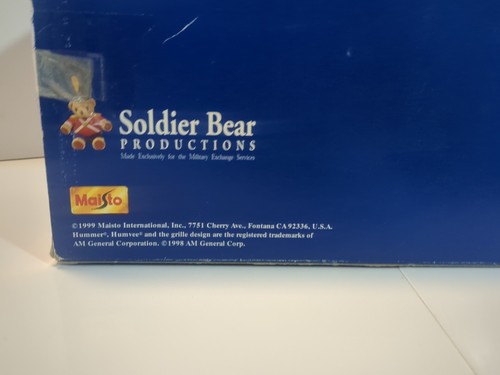 Soldier Bear
PRODUCTIONS
Made Exclusively for the Military Exchange Services
Maisto
©1999 Maisto International, Inc., 7751 Cherry Ave., Fontana CA 92336, U.S.A.
Hummer, Humvee® and the grille design are the registered trademarks of
AM General Corporation. ©1998 AM General Corp.